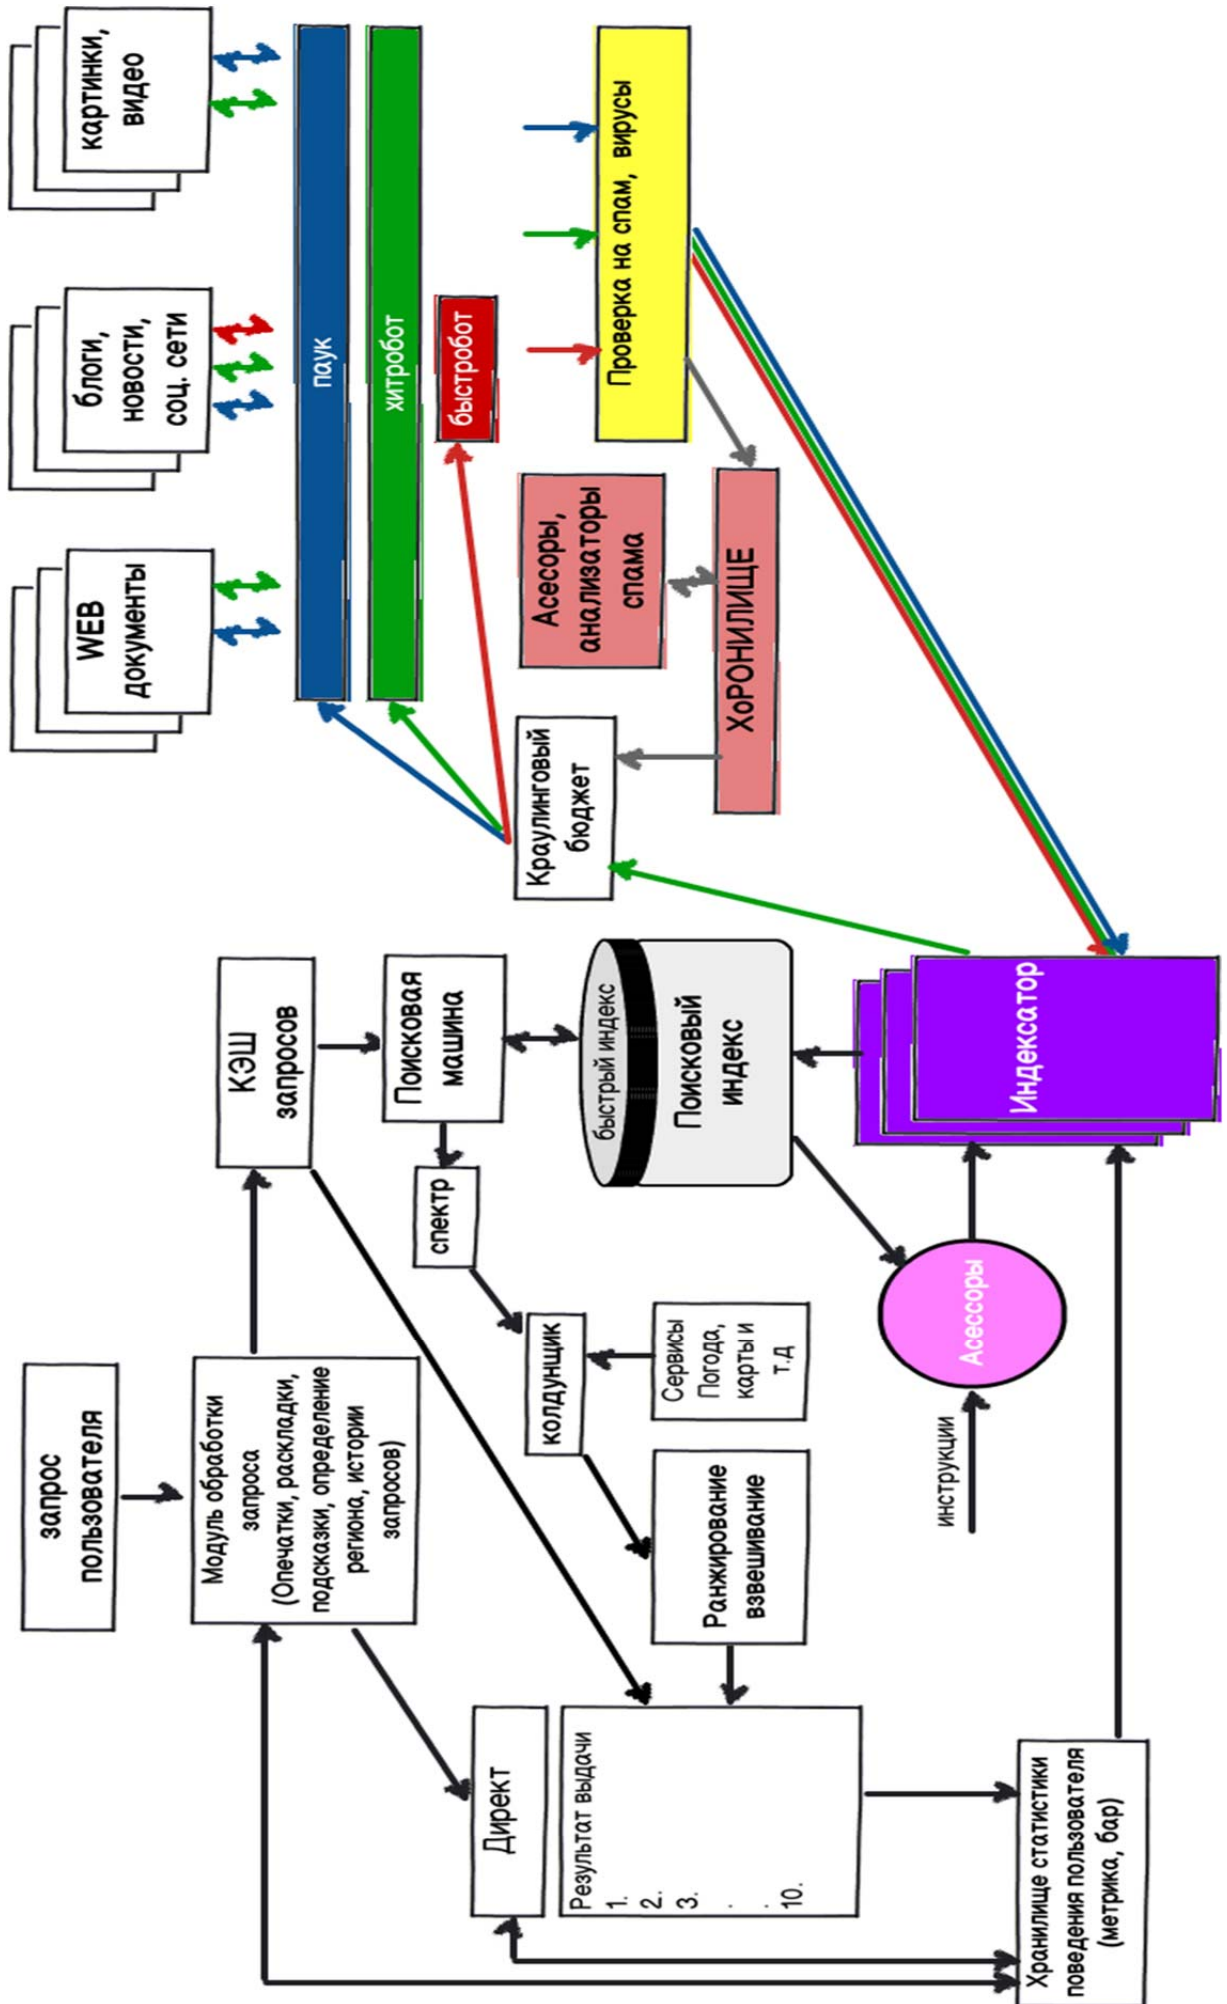 запрос
пользователя
Модуль обработки
запроса
(Опечатки, раскладки,
подсказки, определение
региона, истории
запросов)
КЭШ
запросов
Поисковая
машина
спектр
колдунщик
Сервисы
Погода,
карты и
т.д
Ранжирование
взвешивание
Директ
Результат выдачи
1.
2.
3.
.
.
10.
Хранилище статистики
поведения пользователя
(метрика, бар)
инструкции
Асессоры
быстрый индекс
Поисковый
индекс
Индексатор
WEB
документы
блоги,
новости,
соц. сети
картинки,
видео
паук
хитробот
быстробот
Краулинговый
бюджет
Асесоры,
анализаторы
спама
ХоРОНИЛИЩЕ
Проверка на спам, вирусы